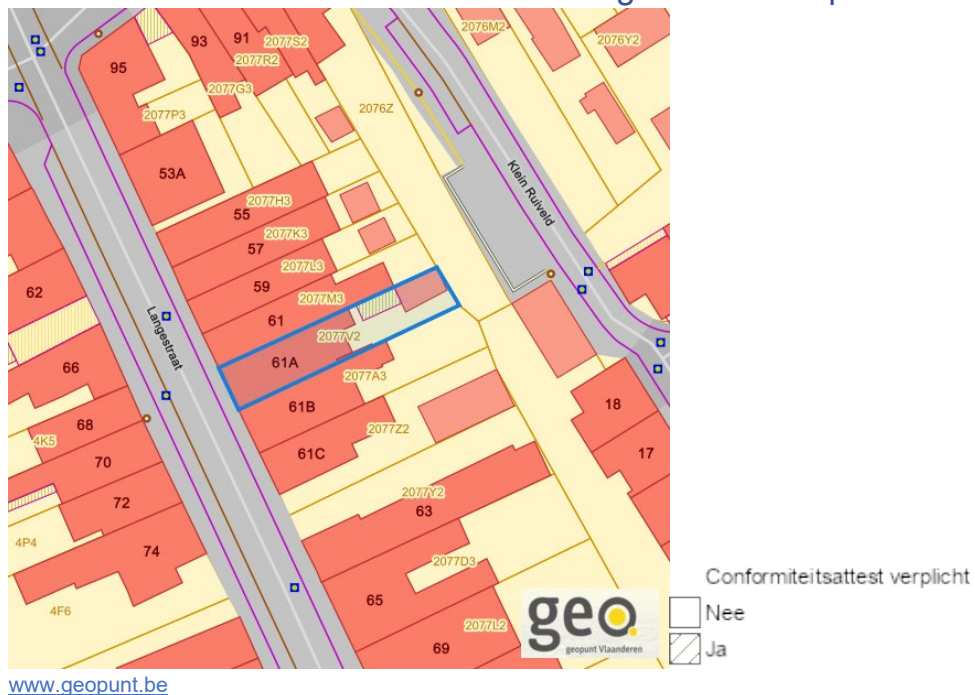 2076M2
93
91
2077S2
2076Y2
95
2077R2
2077G3
2076Z
2077P3
53A
Klein Ruiveld
2077H3
55
2077K3
57
2077L3
59
62
2077M3
61
Langestraat
2077V2
61A
66
2077A3
61B
18
68
2077Z2
4K5
61C
17
70
2077Y2
72
63
4P4
74
2077D3
Conformiteitsattest verplicht
65
4F6
geo.
Nee
2077L2
geopunt Vlaanderen
69
Ja
www.geopunt.be